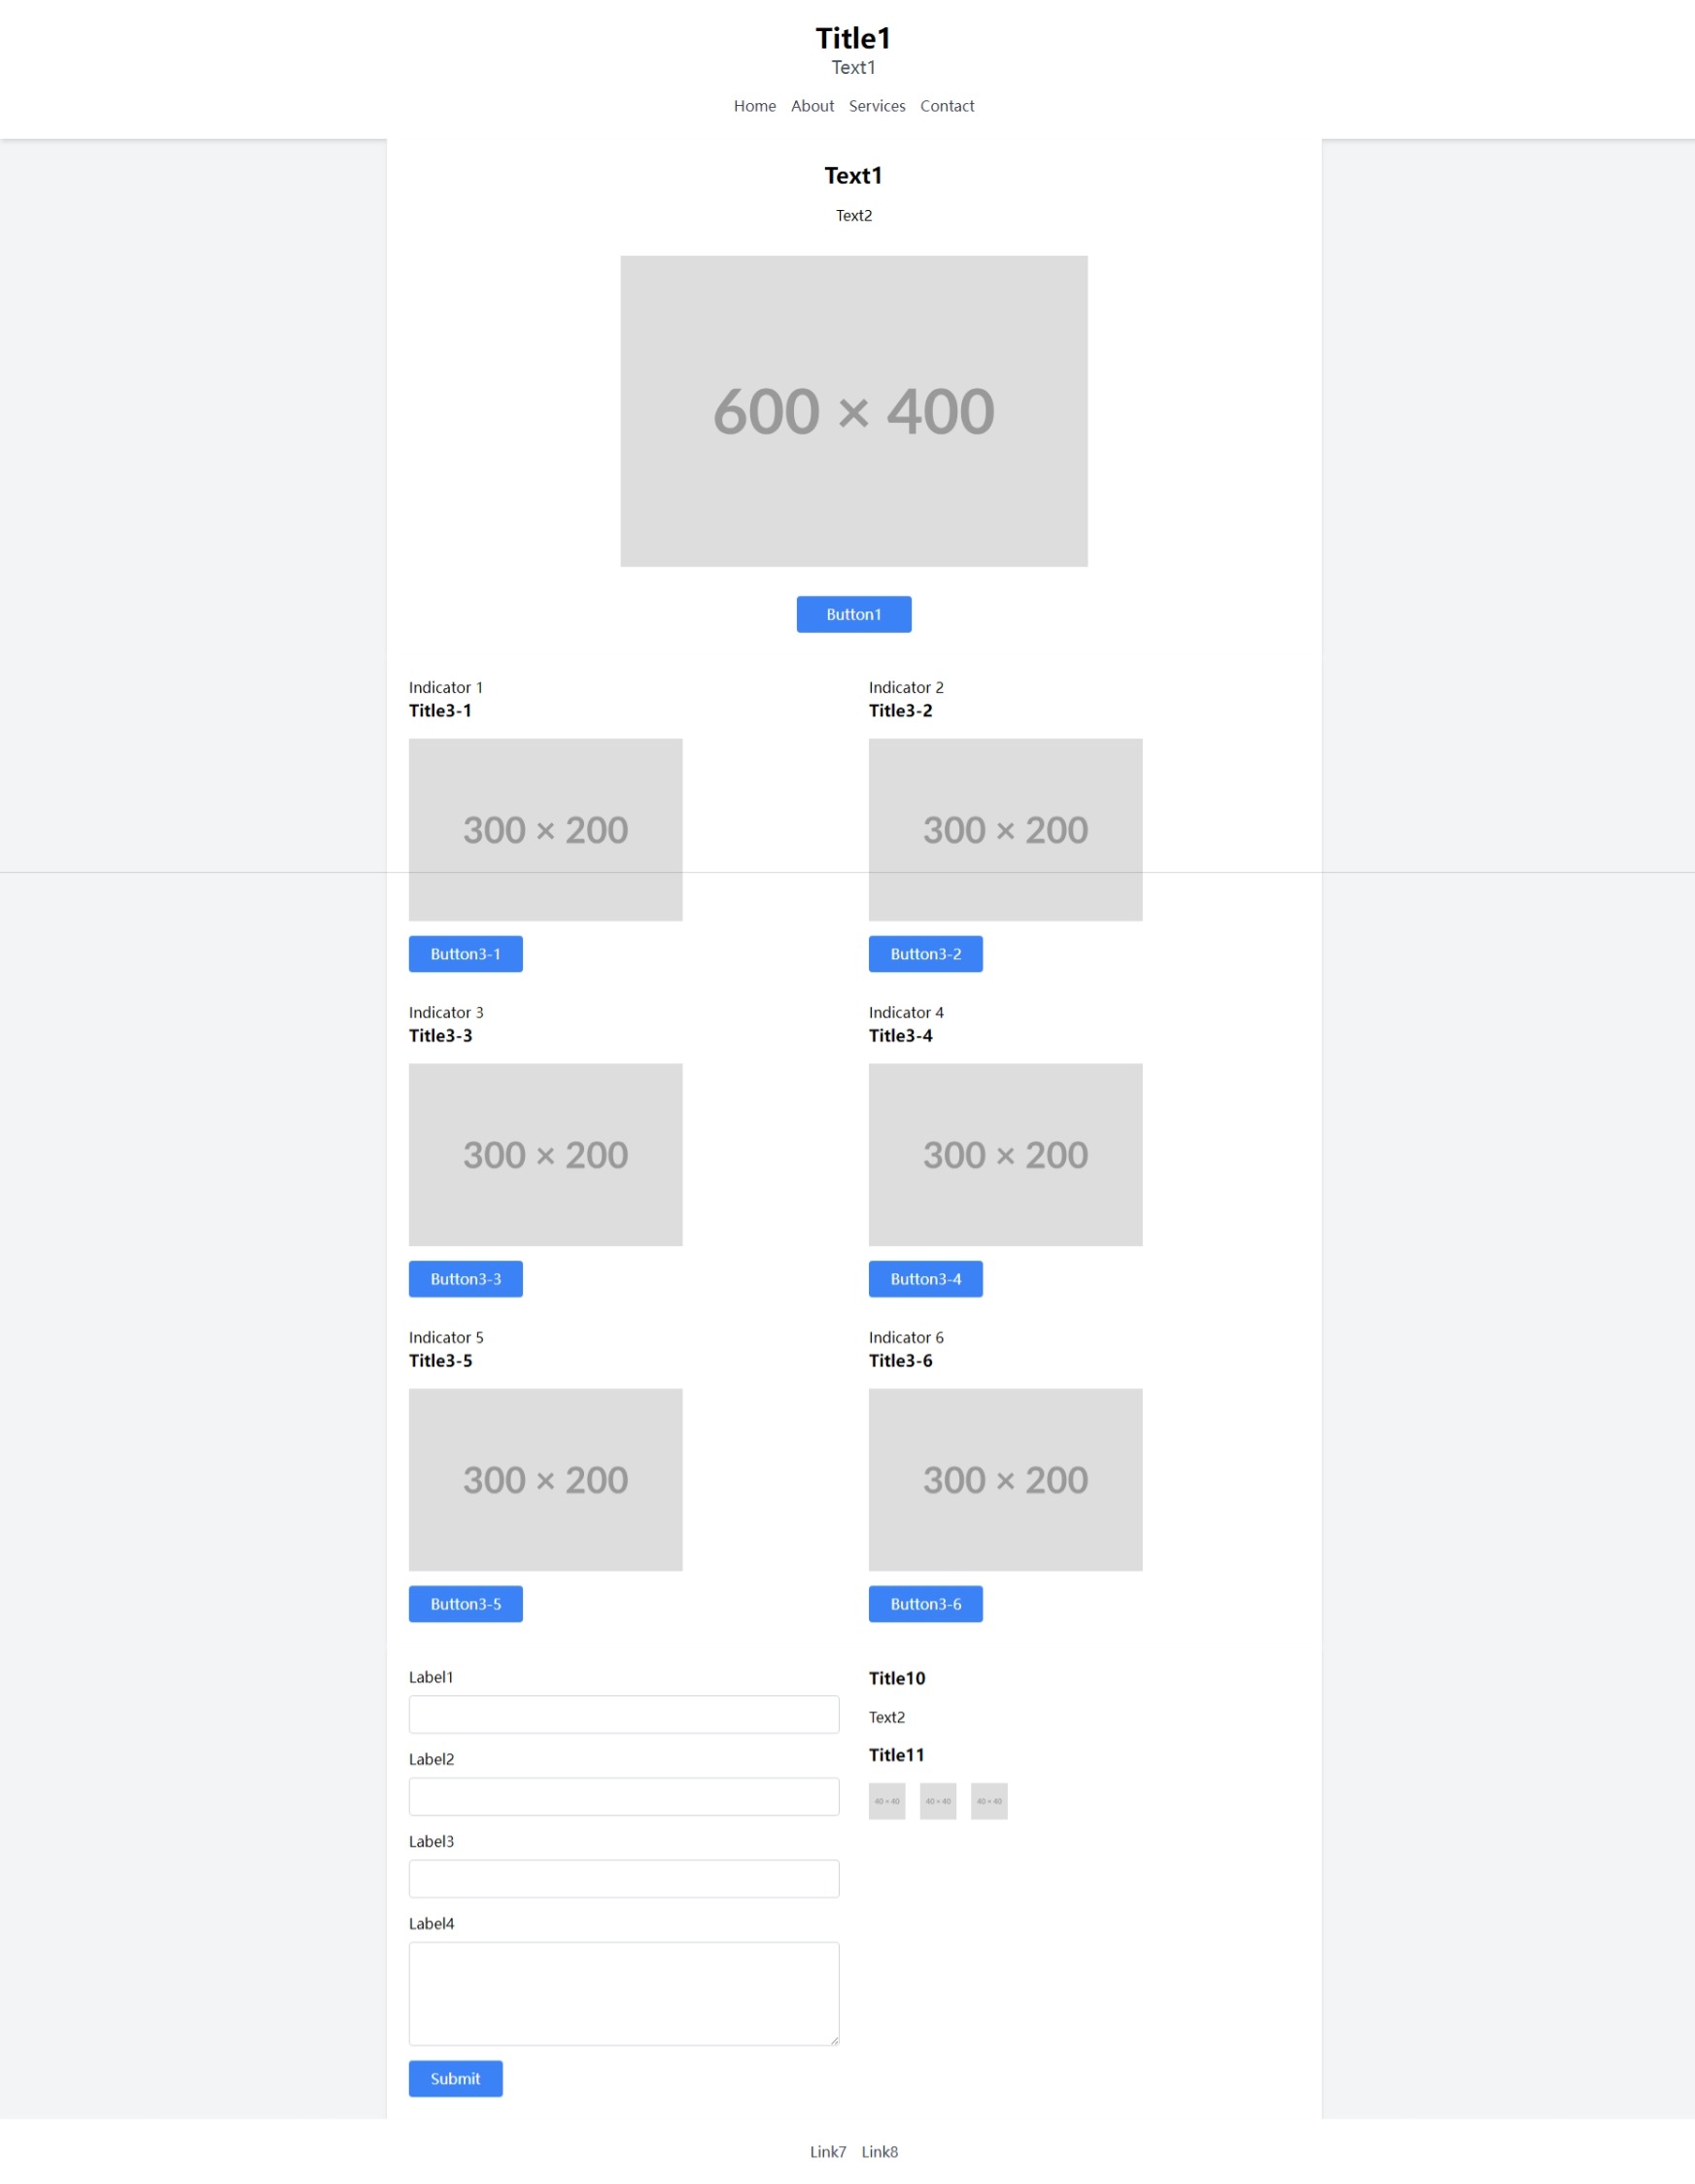 Title1
Text1
Home About Services Contact
Text1
Text2
600 × 400
Button1
Indicator 1
Title3-1
300 × 200
Button3-1
Indicator 2
Title3-2
300 × 200
Button3-2
Indicator 3
Title3-3
300 × 200
Button3-3
Indicator 4
Title3-4
300 × 200
Button3-4
Indicator 5
Title3-5
300 × 200
Button3-5
Indicator 6
Title3-6
300 × 200
Button3-6
Label1
Label2
Label3
Label4
Submit
Title10
Text2
Title11
40 × 40 40 × 40 40 × 40
Link7 Link8